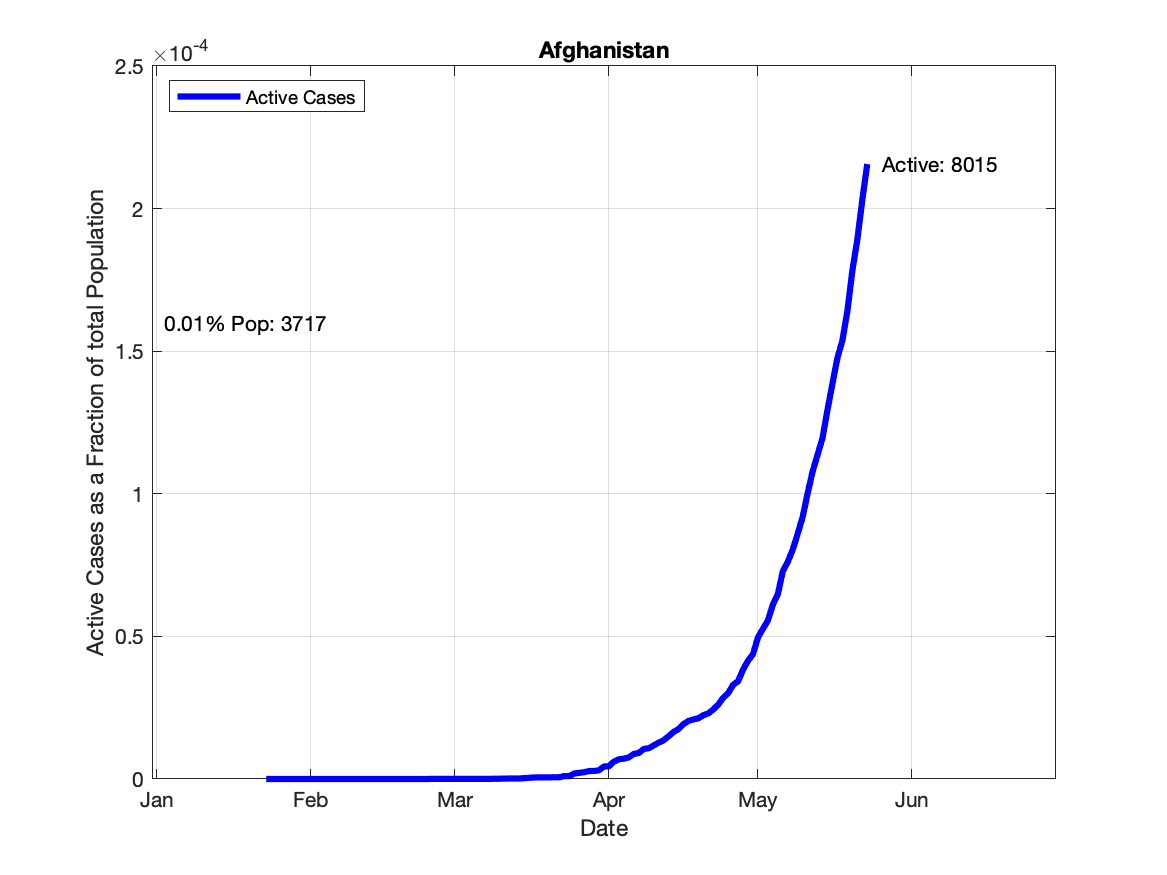 Afghanistan
×10-4
2.5
2
1.5
1
0.5
0
Active Cases as a Fraction of total Population
Active Cases
Active: 8015
0.01% Pop: 3717
Jan Feb Mar Apr May Jun
Date